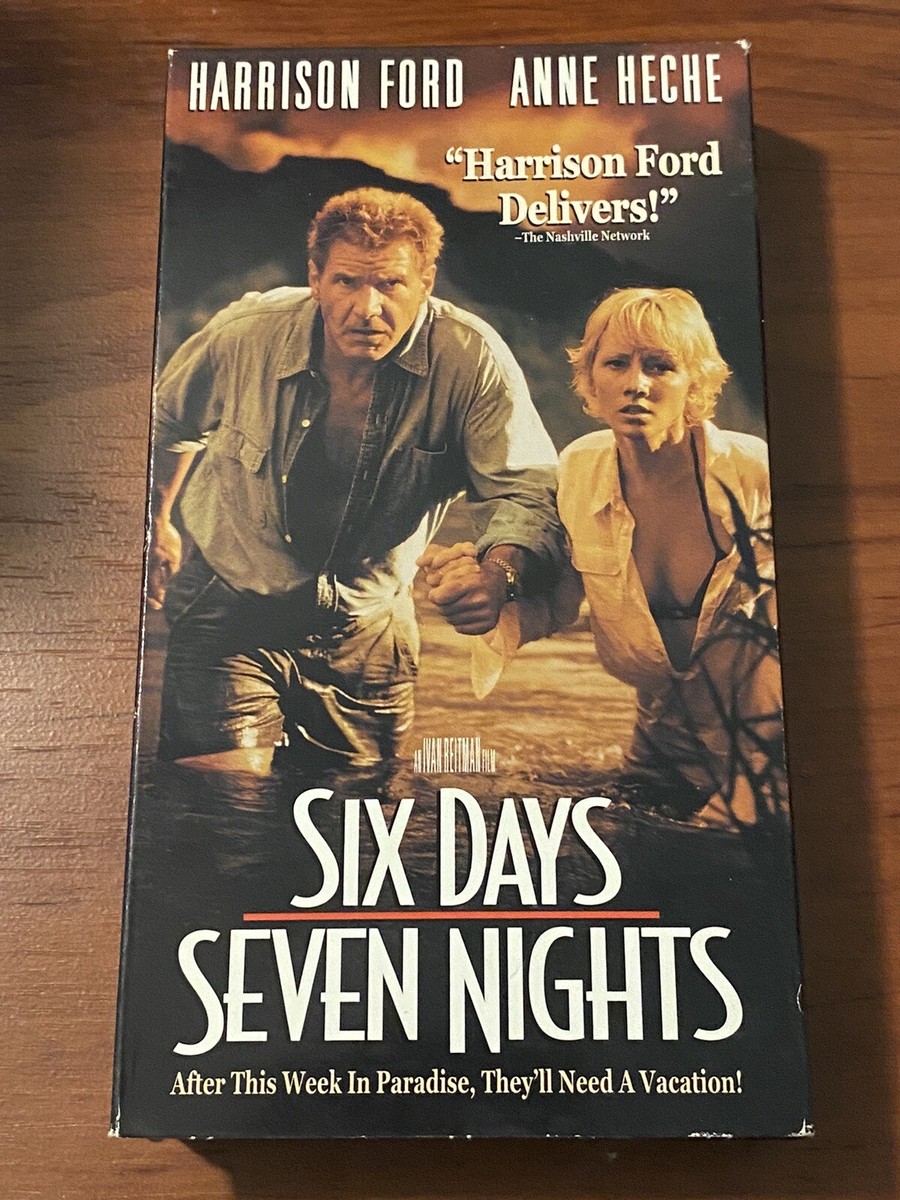 HARRISON FORD ANNE HECHE
“Harrison Ford
Delivers!”
–The Nashville Network
AN IVAN REITMAN FILM
SIX DAYS
SEVEN NIGHTS
After This Week In Paradise, They’ll Need A Vacation!